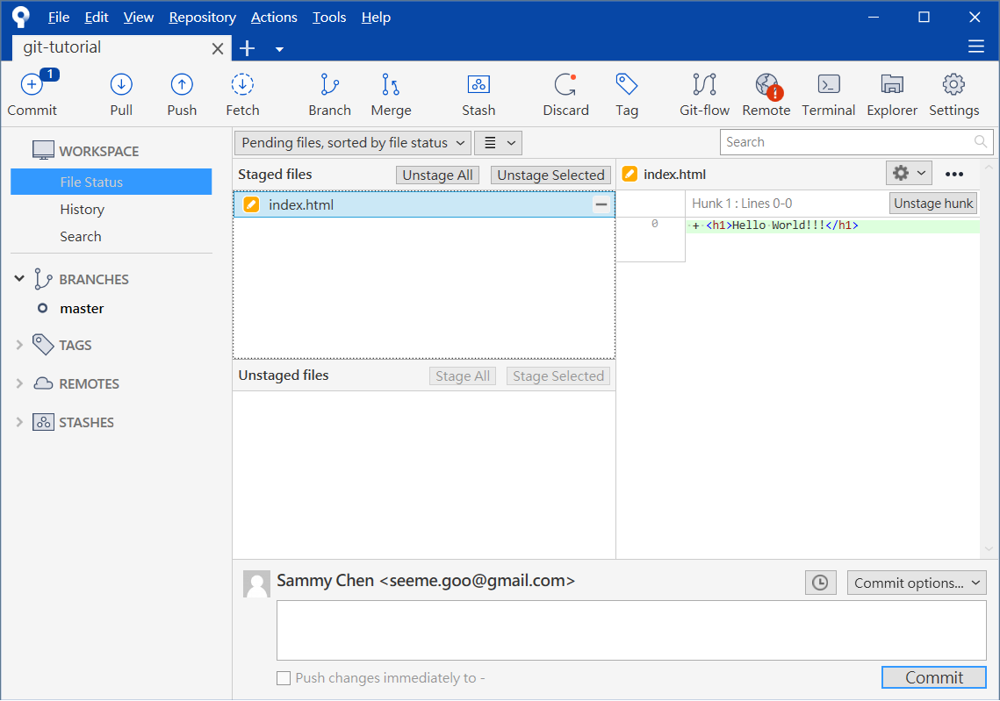 File Edit View Repository Actions Tools Help
git-tutorial
1
Commit Pull Push Fetch Branch Merge Stash Discard Tag Git-flow Remote Terminal Explorer Settings
WORKSPACE
File Status
History
Search
BRANCHES
master
TAGS
REMOTES
STASHES
Pending files, sorted by file status
Search
Staged files Unstage All Unstage Selected
index.html
Unstaged files Stage All Stage Selected
index.html
Hunk 1 : Lines 0-0 Unstage hunk
0 + <h1>Hello World!!!</h1>
Sammy Chen <seeme.goo@gmail.com> Commit options...
Push changes immediately to - Commit